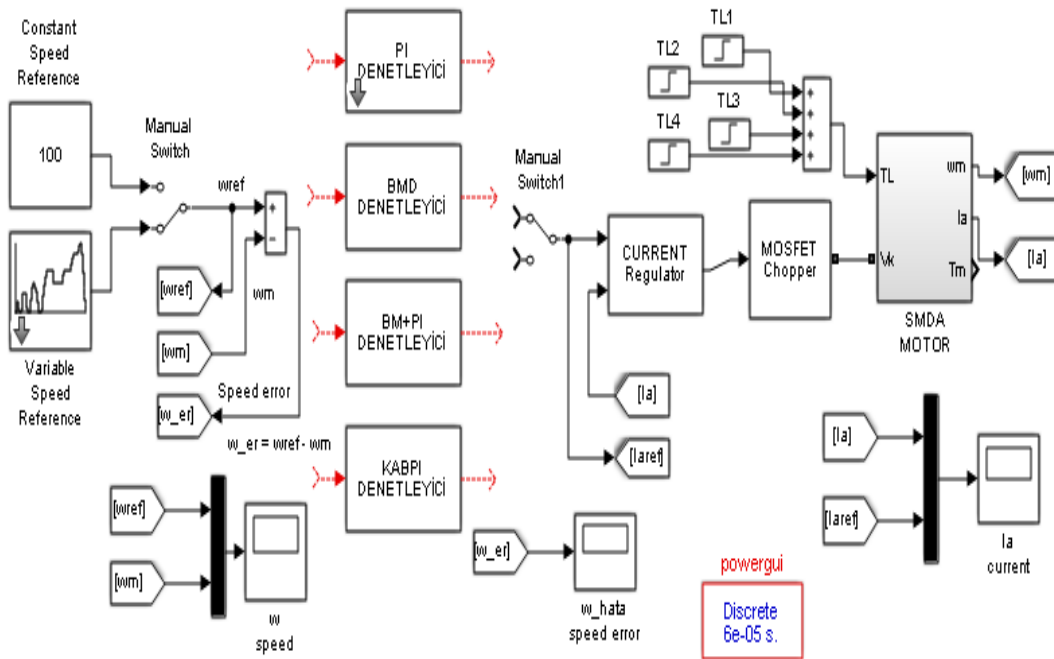 Constant
Speed
Reference
100
Manual
Switch
wref
+
−
[wref]
wm
[wm]
Speed error
[w_er]
w_er = wref - wm
Variable
Speed
Reference
PI
DENETLEYİCİ
BMD
DENETLEYİCİ
BM+PI
DENETLEYİCİ
KABPI
DENETLEYİCİ
Manual
Switch1
CURRENT
Regulator
MOSFET
Chopper
TL1
TL2
TL3
TL4
+
+
+
+
TL
Vk
wm
Ia
Tm
SMDA
MOTOR
[wm]
[Ia]
[Ia]
[Iaref]
[wref]
[wm]
w
speed
[w_er]
w_hata
speed error
powergui
Discrete
6e-05 s.
[Ia]
[Iaref]
Ia
current